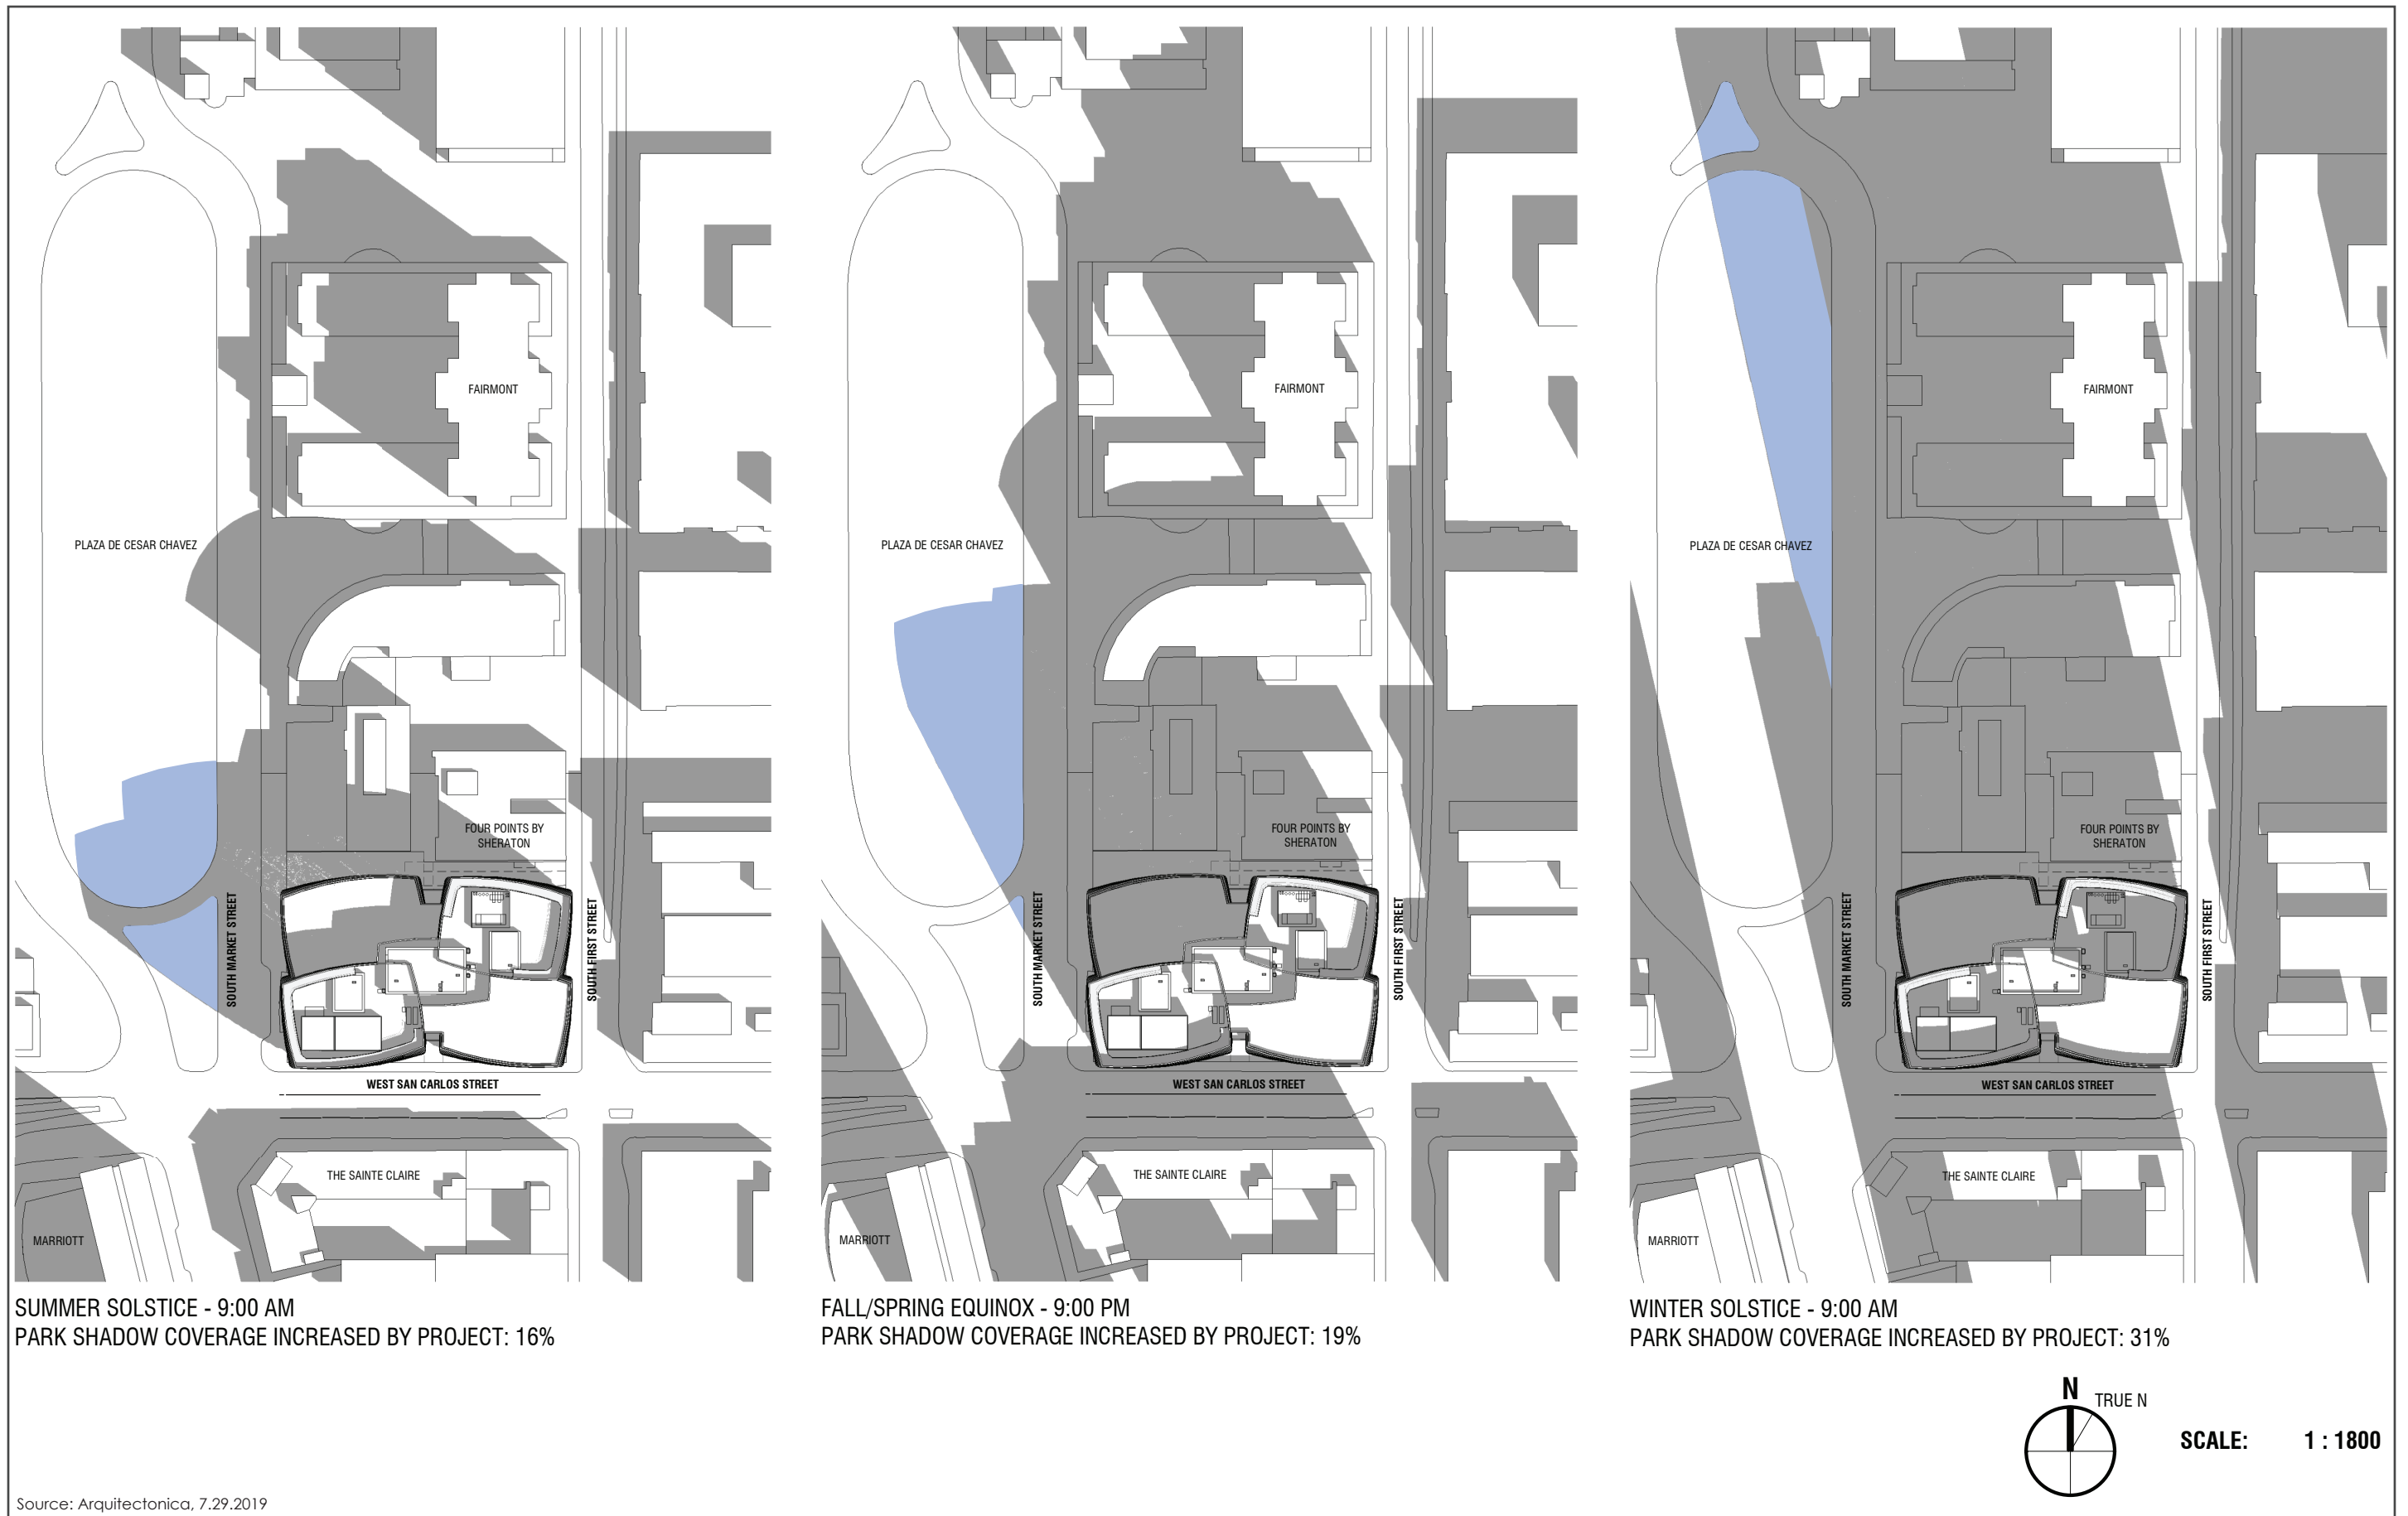 FAIRMONT
PLAZA DE CESAR CHAVEZ
FOUR POINTS BY
SHERATON
SOUTH MARKET STREET
SOUTH FIRST STREET
WEST SAN CARLOS STREET
THE SAINTE CLAIRE
MARRIOTT
SUMMER SOLSTICE - 9:00 AM
PARK SHADOW COVERAGE INCREASED BY PROJECT: 16%
FAIRMONT
PLAZA DE CESAR CHAVEZ
FOUR POINTS BY
SHERATON
SOUTH MARKET STREET
SOUTH FIRST STREET
WEST SAN CARLOS STREET
THE SAINTE CLAIRE
MARRIOTT
FALL/SPRING EQUINOX - 9:00 PM
PARK SHADOW COVERAGE INCREASED BY PROJECT: 19%
FAIRMONT
PLAZA DE CESAR CHAVEZ
FOUR POINTS BY
SHERATON
SOUTH MARKET STREET
SOUTH FIRST STREET
WEST SAN CARLOS STREET
THE SAINTE CLAIRE
MARRIOTT
WINTER SOLSTICE - 9:00 AM
PARK SHADOW COVERAGE INCREASED BY PROJECT: 31%
N
TRUE N
SCALE: 1 : 1800
Source: Arquitectonica, 7.29.2019